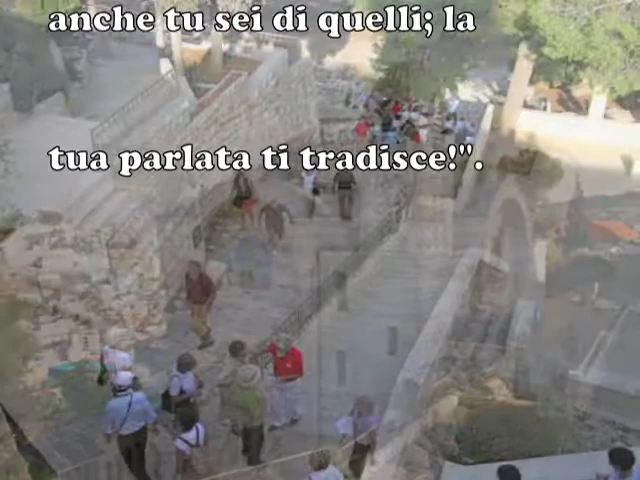 anche tu sei di quelli; la
tua parlata ti tradisce!".